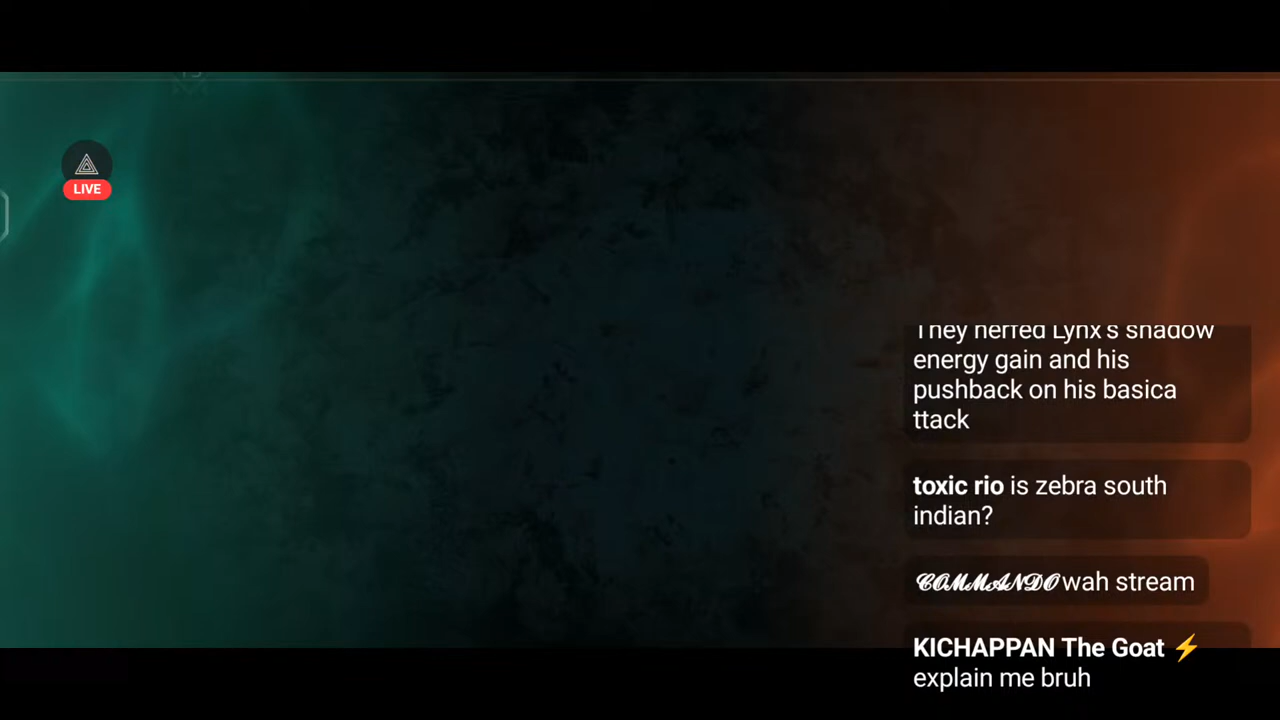 LIVE
They nerfed Lynx's shadow
energy gain and his
pushback on his basica
ttack
toxic rio is zebra south
indian?
𝓒𝓞𝓜𝓜𝓐𝓝𝓓𝓞 wah stream
KICHAPPAN The Goat ⚡
explain me bruh